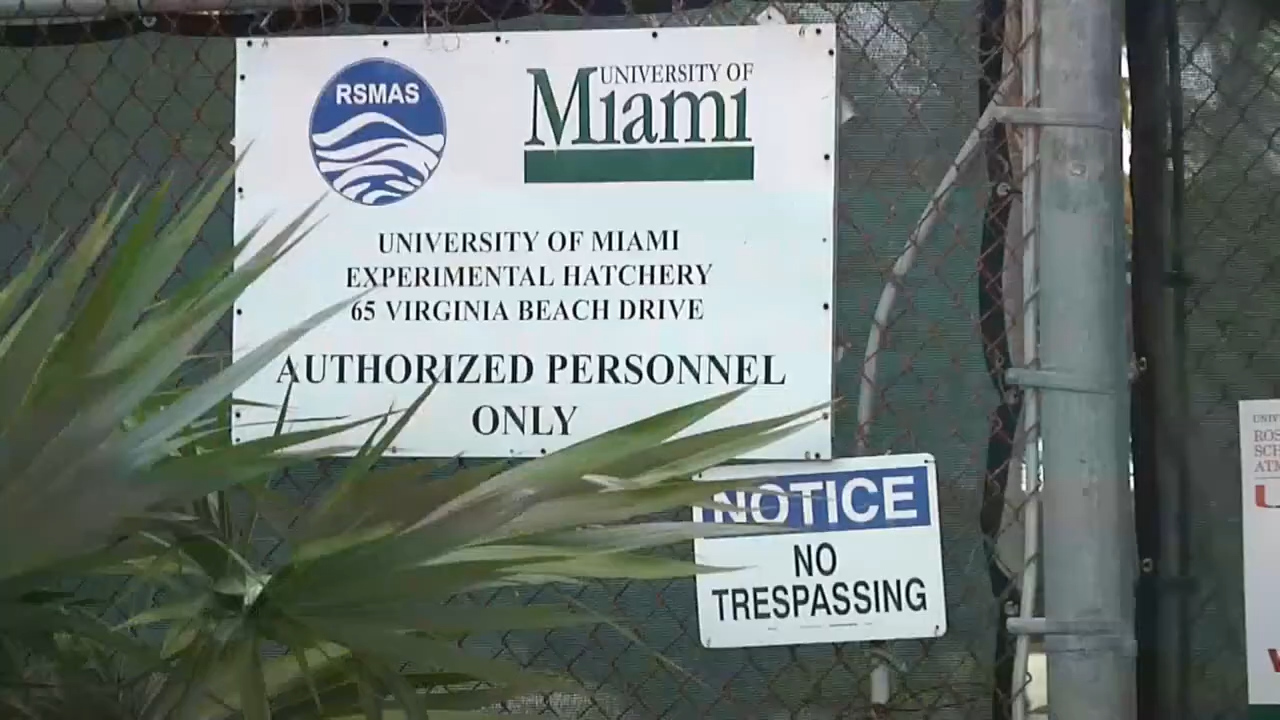 RSMAS
UNIVERSITY OF
Miami
UNIVERSITY OF MIAMI
EXPERIMENTAL HATCHERY
65 VIRGINIA BEACH DRIVE
AUTHORIZED PERSONNEL
ONLY
NOTICE
NO
TRESPASSING